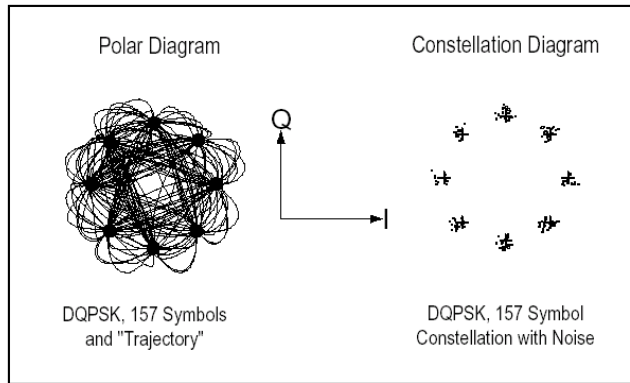 Polar Diagram
Constellation Diagram
Q
I
DQPSK, 157 Symbols
and "Trajectory"
DQPSK, 157 Symbol
Constellation with Noise